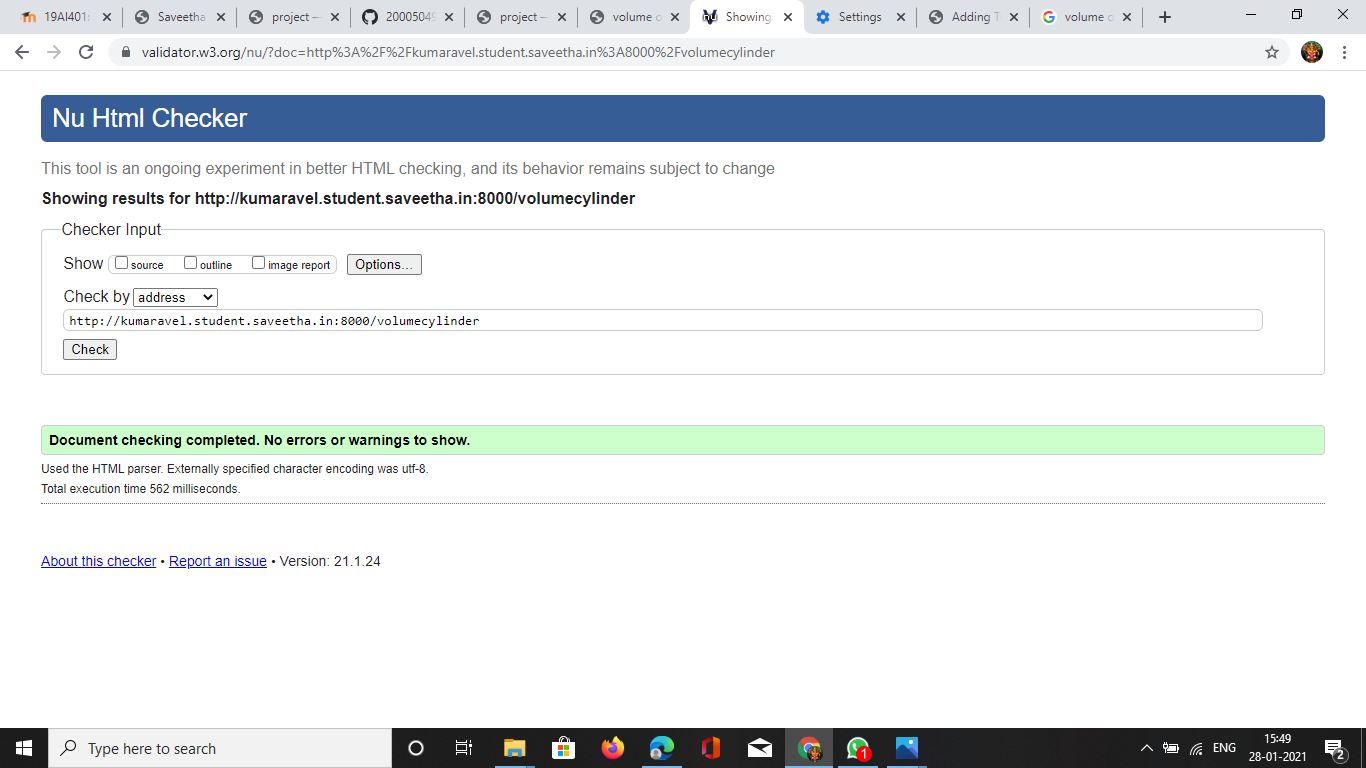 19AI401: Saveetha project — 20005049 project — volume o Showing Settings Adding T volume o
validator.w3.org/nu/?doc=http%3A%2F%2Fkumaravel.student.saveetha.in%3A8000%2Fvolumecylinder
Nu Html Checker
This tool is an ongoing experiment in better HTML checking, and its behavior remains subject to change
Showing results for http://kumaravel.student.saveetha.in:8000/volumecylinder
Checker Input
Show source outline image report Options...
Check by address
http://kumaravel.student.saveetha.in:8000/volumecylinder
Check
Document checking completed. No errors or warnings to show.
Used the HTML parser. Externally specified character encoding was utf-8.
Total execution time 562 milliseconds.
About this checker • Report an issue • Version: 21.1.24
Type here to search
1
ENG
15:49
28-01-2021
2